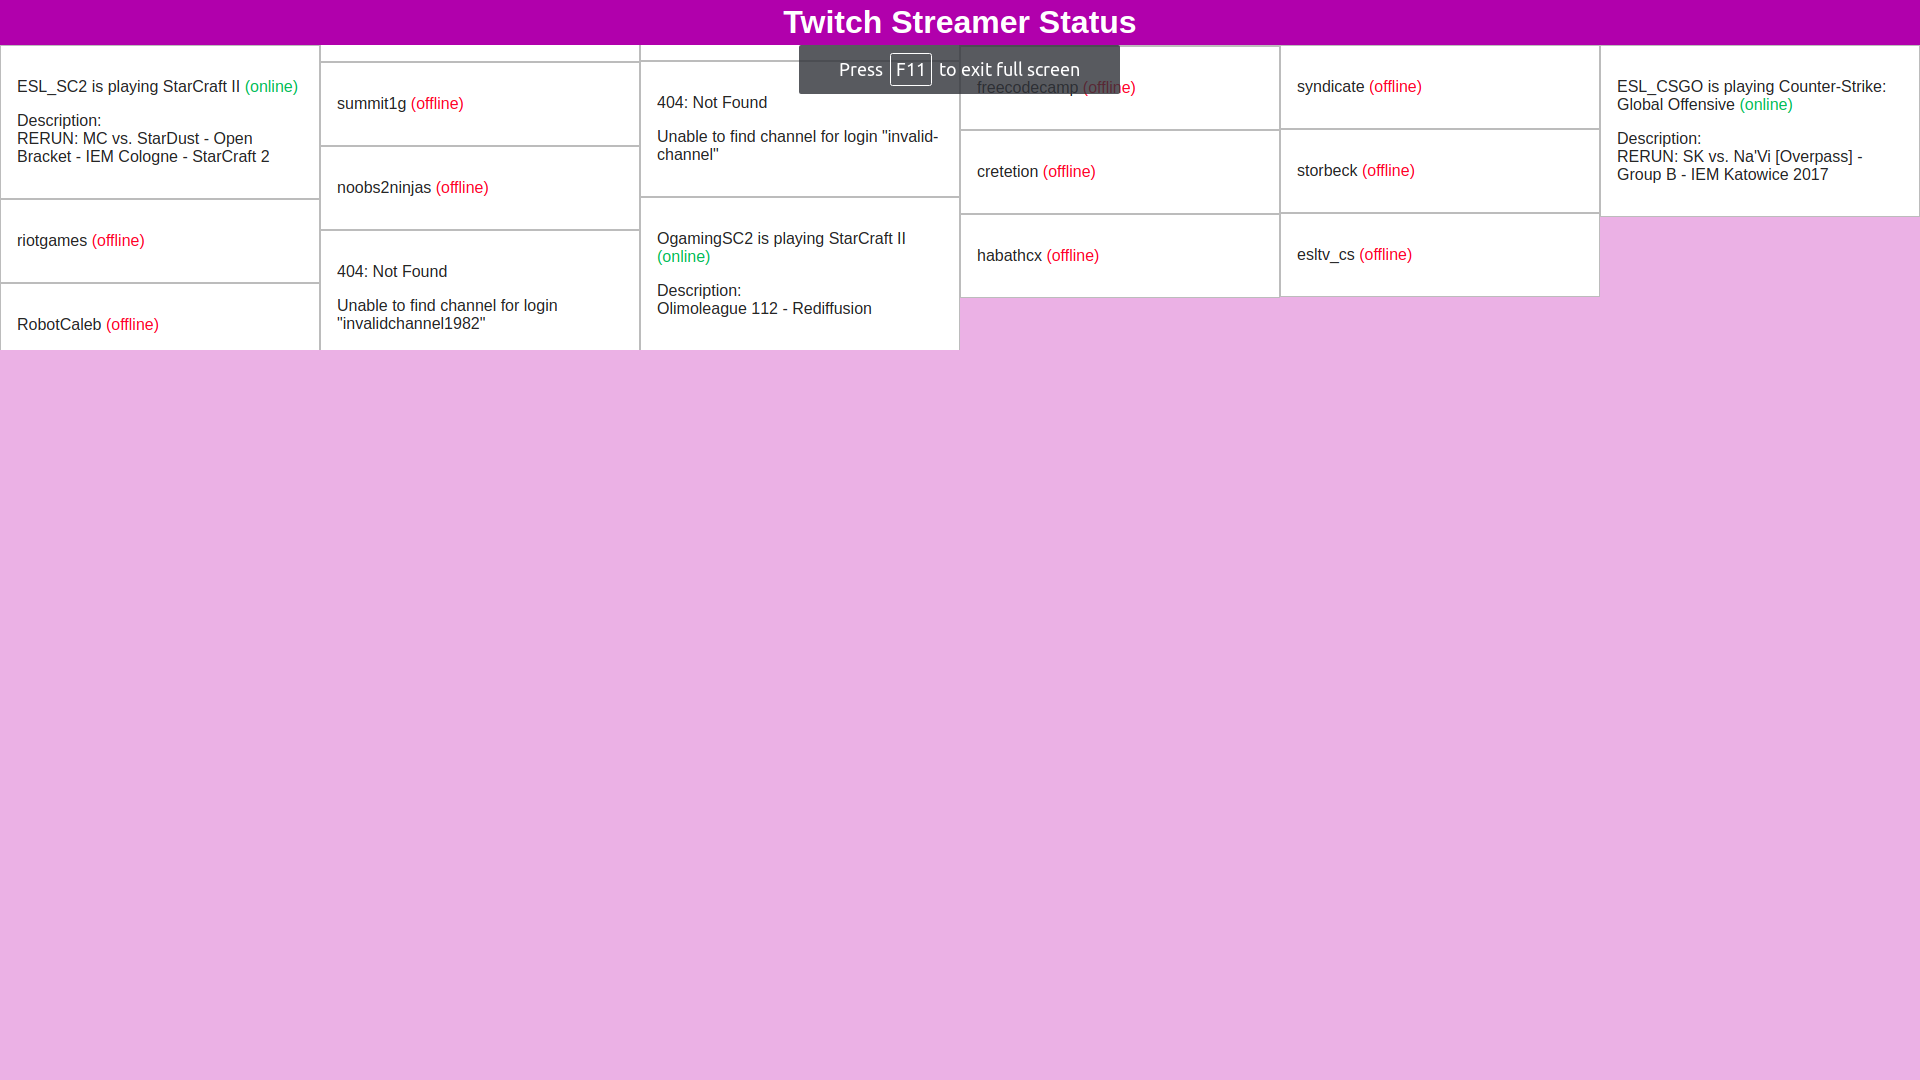 Twitch Streamer Status
Press F11 to exit full screen
ESL_SC2 is playing StarCraft II (online)
Description:
RERUN: MC vs. StarDust - Open
Bracket - IEM Cologne - StarCraft 2
riotgames (offline)
RobotCaleb (offline)
summit1g (offline)
noobs2ninjas (offline)
404: Not Found
Unable to find channel for login
"invalidchannel1982"
404: Not Found
Unable to find channel for login "invalid-
channel"
OgamingSC2 is playing StarCraft II
(online)
Description:
Olimoleague 112 - Rediffusion
freecodecamp (offline)
cretetion (offline)
habathcx (offline)
syndicate (offline)
storbeck (offline)
esltv_cs (offline)
ESL_CSGO is playing Counter-Strike:
Global Offensive (online)
Description:
RERUN: SK vs. Na'Vi [Overpass] -
Group B - IEM Katowice 2017